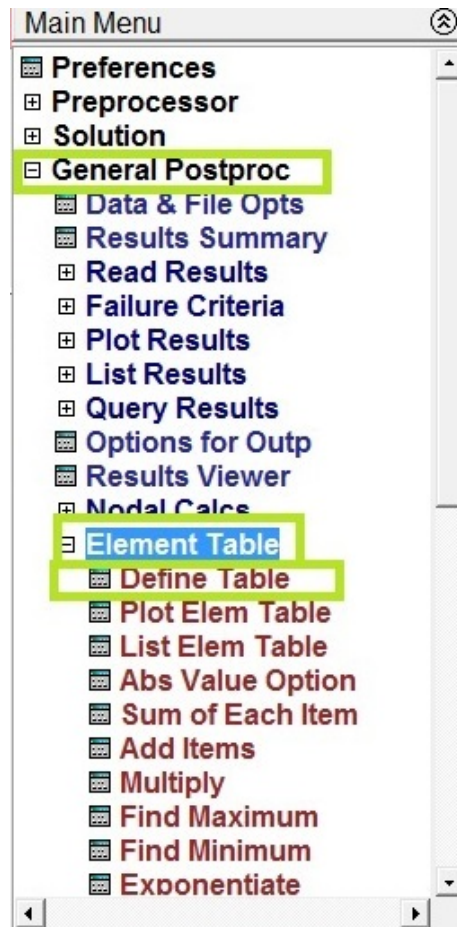 Main Menu
Preferences
Preprocessor
Solution
General Postproc
Data & File Opts
Results Summary
Read Results
Failure Criteria
Plot Results
List Results
Query Results
Options for Outp
Results Viewer
Nodal Calcs
Element Table
Define Table
Plot Elem Table
List Elem Table
Abs Value Option
Sum of Each Item
Add Items
Multiply
Find Maximum
Find Minimum
Exponentiate